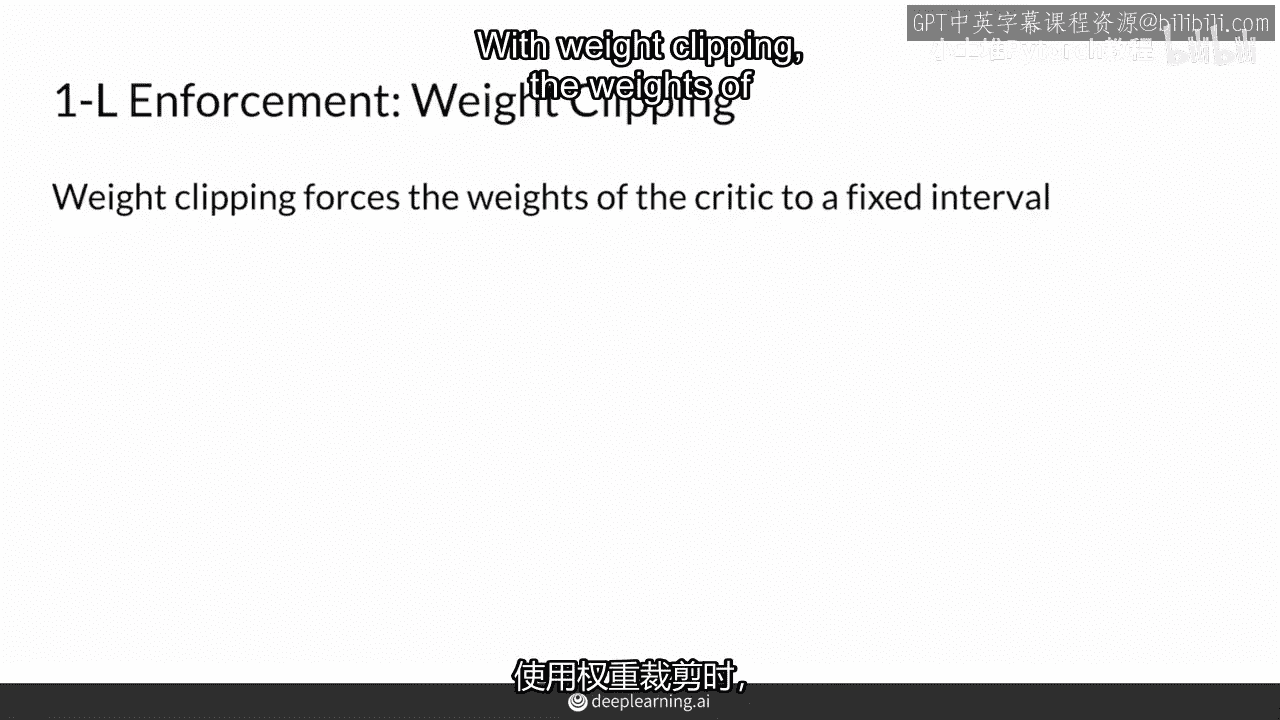 GPT中英字幕课程资源@bilibili.com
With weight clipping,
the weights of
1-L Enforcement: Weight Clipping
Weight clipping forces the weights of the critic to a fixed interval
使用权重裁剪时,
deeplearning.ai